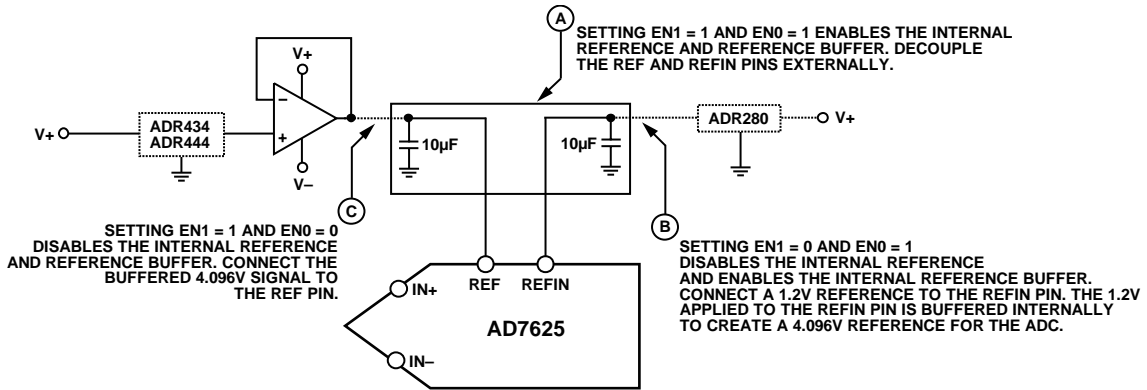 A
SETTING EN1 = 1 AND EN0 = 1 ENABLES THE INTERNAL
REFERENCE AND REFERENCE BUFFER. DECOUPLE
THE REF AND REFIN PINS EXTERNALLY.
V+
V+
ADR434
ADR444
–
+
V–
10µF
10µF
ADR280
V+
C
B
SETTING EN1 = 1 AND EN0 = 0
DISABLES THE INTERNAL REFERENCE
AND REFERENCE BUFFER. CONNECT THE
BUFFERED 4.096V SIGNAL TO
THE REF PIN.
SETTING EN1 = 0 AND EN0 = 1
DISABLES THE INTERNAL REFERENCE
AND ENABLES THE INTERNAL REFERENCE BUFFER.
CONNECT A 1.2V REFERENCE TO THE REFIN PIN. THE 1.2V
APPLIED TO THE REFIN PIN IS BUFFERED INTERNALLY
TO CREATE A 4.096V REFERENCE FOR THE ADC.
REF REFIN
IN+
AD7625
IN–